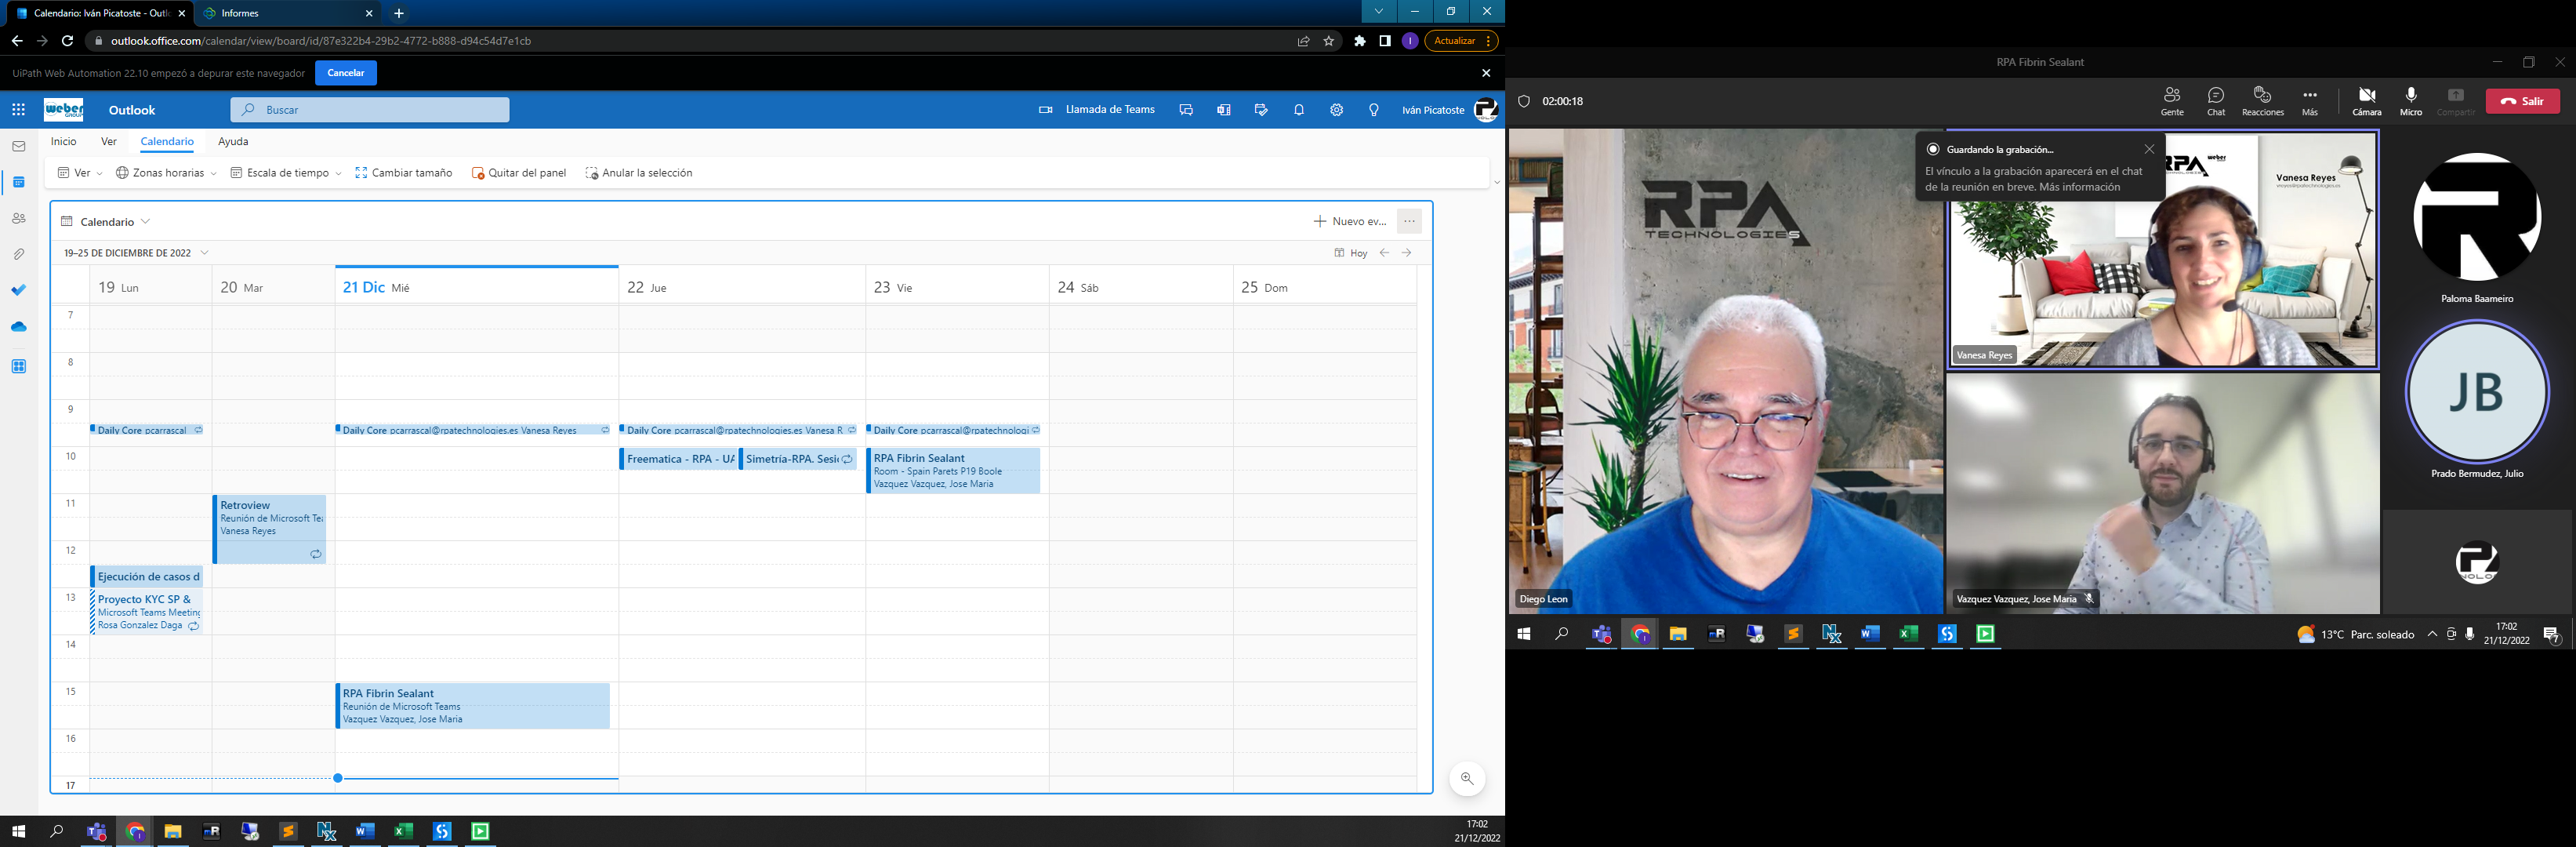 Calendario: Iván Picatoste - Outlo
Informes
outlook.office.com/calendar/view/board/id/87e322b4-29b2-4772-b888-d94c54d7e1cb
I
Actualizar
UiPath Web Automation 22.10 empezó a depurar este navegador
Cancelar
weber
GROUP
Outlook
Buscar
Llamada de Teams
Iván Picatoste
Inicio
Ver
Calendario
Ayuda
Ver
Zonas horarias
Escala de tiempo
Cambiar tamaño
Quitar del panel
Anular la selección
Calendario
Nuevo ev...
19–25 DE DICIEMBRE DE 2022
Hoy
19 Lun
20 Mar
21 Dic Mié
22 Jue
23 Vie
24 Sáb
25 Dom
7
8
9
Daily Core pcarrascal
Daily Core pcarrascal@rpatechnologies.es Vanesa Reyes
Daily Core pcarrascal@rpatechnologies.es Vanesa R
Daily Core pcarrascal@rpatechnologi
10
Freematica - RPA - UA
Simetría-RPA. Sesi
RPA Fibrin Sealant
Room - Spain Parets P19 Boole
Vazquez Vazquez, Jose Maria
11
Retroview
Reunión de Microsoft Tea
Vanesa Reyes
12
Ejecución de casos d
13
Proyecto KYC SP &
Microsoft Teams Meeting
Rosa Gonzalez Daga
14
15
RPA Fibrin Sealant
Reunión de Microsoft Teams
Vazquez Vazquez, Jose Maria
16
17
17:02
21/12/2022
RPA Fibrin Sealant
02:00:18
Gente
Chat
Reacciones
Más
Cámara
Micro
Compartir
Salir
Guardando la grabación...
El vínculo a la grabación aparecerá en el chat
de la reunión en breve. Más información
RPA
TECHNOLOGIES
Diego Leon
RPA
weber
Vanesa Reyes
Vanesa Reyes
Vazquez Vazquez, Jose Maria
R
Paloma Baameiro
JB
Prado Bermudez, Julio
NOLO
13°C Parc. soleado
17:02
21/12/2022
7